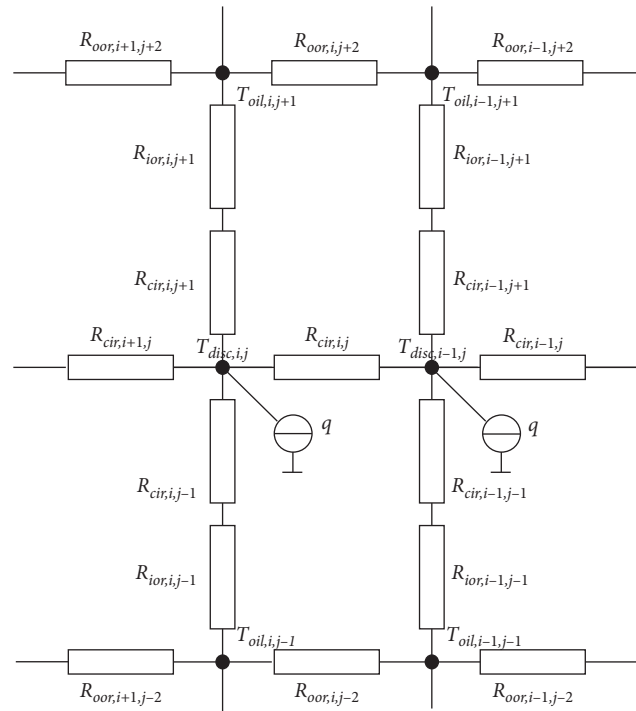 R_{oor,i+1,j+2} R_{oor,i,j+2} R_{oor,i−1,j+2}
T_{oil,i,j+1} T_{oil,i−1,j+1}
R_{ior,i,j+1} R_{ior,i−1,j+1}
R_{cir,i,j+1} R_{cir,i−1,j+1}
R_{cir,i+1,j} T_{disc,i,j} R_{cir,i,j} T_{disc,i−1,j} R_{cir,i−1,j}
q q
R_{cir,i,j−1} R_{cir,i−1,j−1}
R_{ior,i,j−1} R_{ior,i−1,j−1}
T_{oil,i,j−1} T_{oil,i−1,j−1}
R_{oor,i+1,j−2} R_{oor,i,j−2} R_{oor,i−1,j−2}